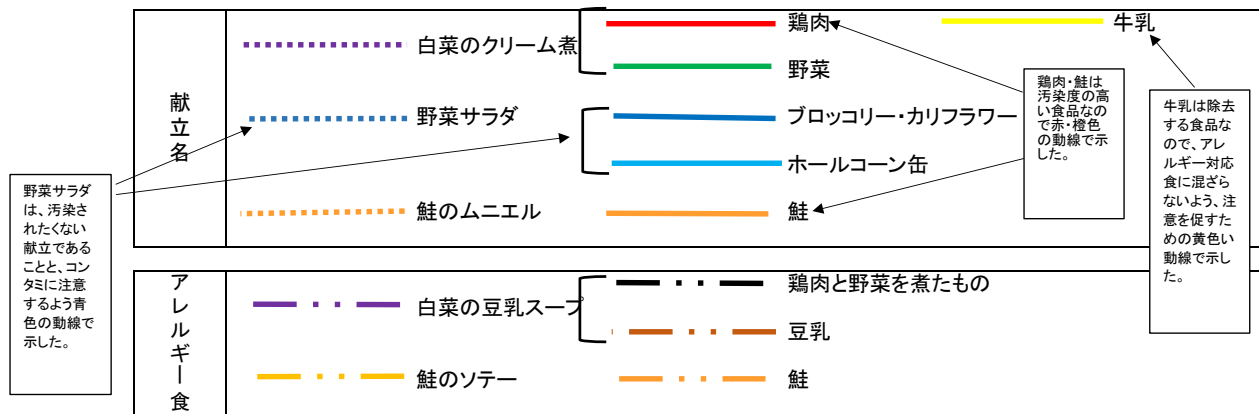 献立名
白菜のクリーム煮
鶏肉
牛乳
野菜
野菜サラダ
ブロッコリー・カリフラワー
ホールコーン缶
鮭のムニエル
鮭
鶏肉・鮭は
汚染度の高
い食品なの
で赤・橙色
の動線で示
した。
牛乳は除去
する食品な
ので、アレ
ルギー対応
食に混ざら
ないよう、注
意を促すた
めの黄色い
動線で示し
た。
野菜サラダ
は、汚染さ
れたくない
献立である
ことと、コン
タミに注意
するよう青
色の動線で
示した。
アレルギー食
白菜の豆乳スープ
鶏肉と野菜を煮たもの
豆乳
鮭のソテー
鮭